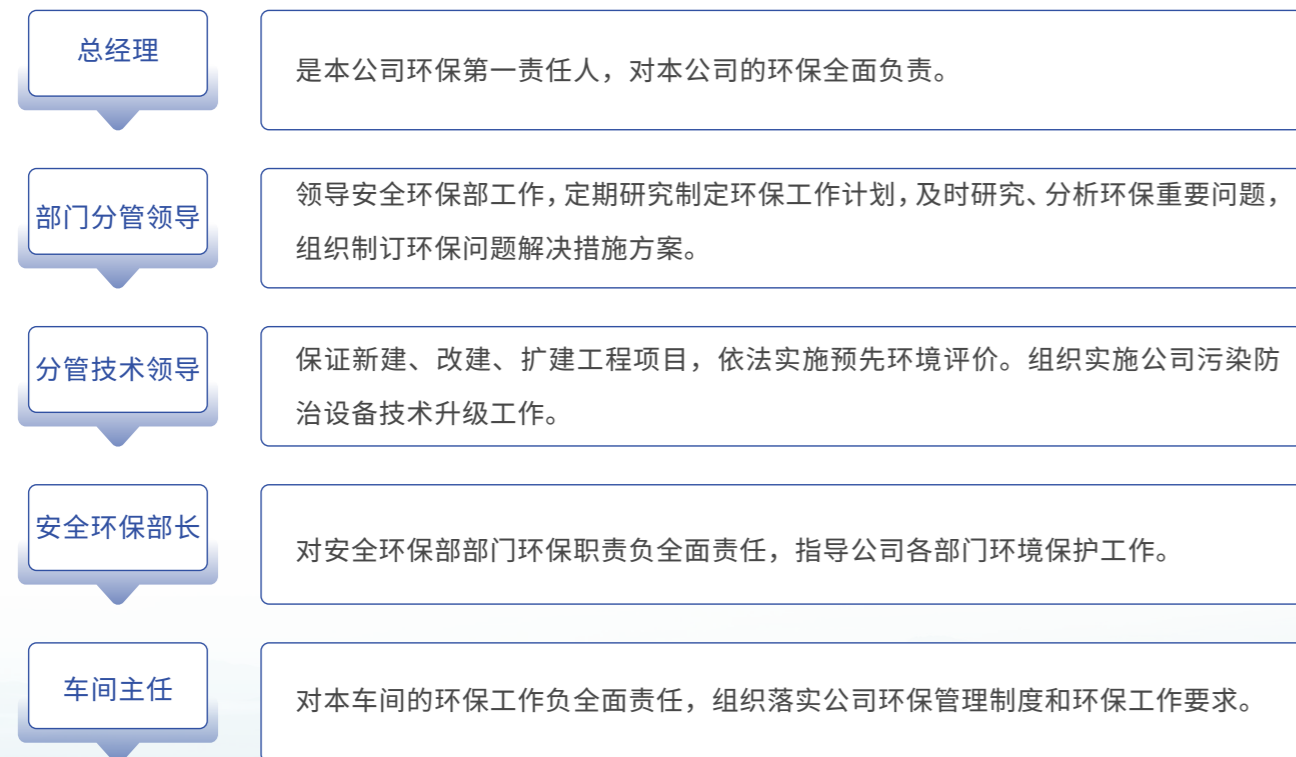 总经理
是本公司环保第一责任人，对本公司的环保全面负责。
部门分管领导
领导安全环保部工作，定期研究制定环保工作计划，及时研究、分析环保重要问题，
组织制订环保问题解决措施方案。
分管技术领导
保证新建、改建、扩建工程项目，依法实施预先环境评价。组织实施公司污染防
治设备技术升级工作。
安全环保部长
对安全环保部部门环保职责负全面责任，指导公司各部门环境保护工作。
车间主任
对本车间的环保工作负全面责任，组织落实公司环保管理制度和环保工作要求。